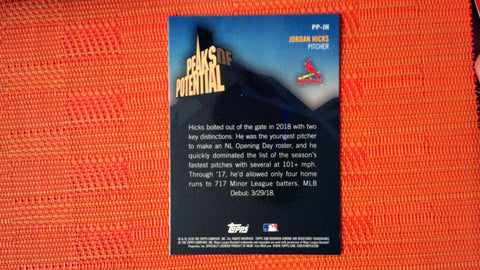 PP-JH
JORDAN HICKS
PITCHER
PEAKS OF
POTENTIAL
Hicks bolted out of the gate in 2018 with two
key distinctions. He was the youngest pitcher
to make an NL Opening Day roster, and he
quickly dominated the list of the season's
fastest pitches with several at 101+ mph.
Through '17, he'd allowed only four home
runs to 717 Minor League batters. MLB
Debut: 3/29/18.
TOPPS